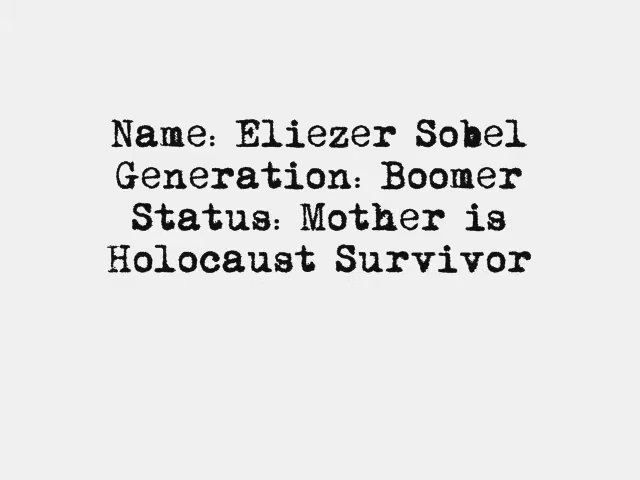 Name: Eliezer Sobel
Generation: Boomer
Status: Mother is
Holocaust Survivor